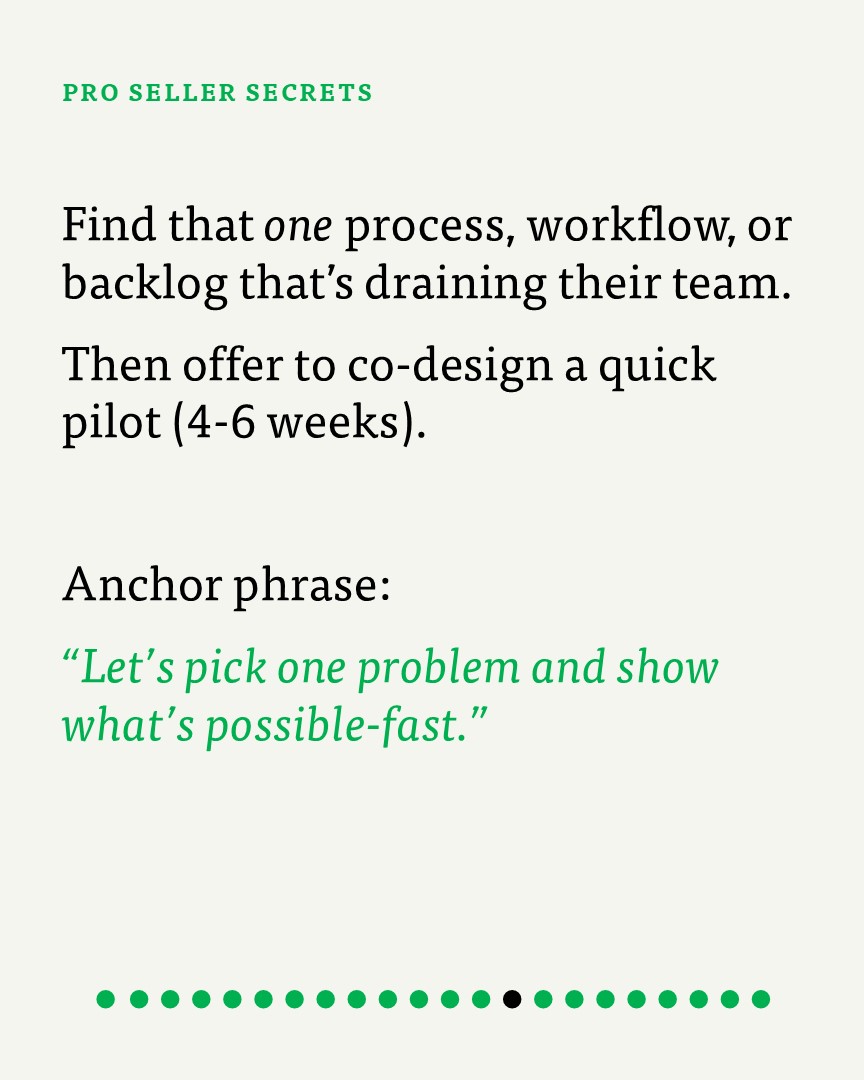 PRO SELLER SECRETS
Find that one process, workflow, or
backlog that’s draining their team.
Then offer to co-design a quick
pilot (4-6 weeks).
Anchor phrase:
“Let’s pick one problem and show
what’s possible-fast.”